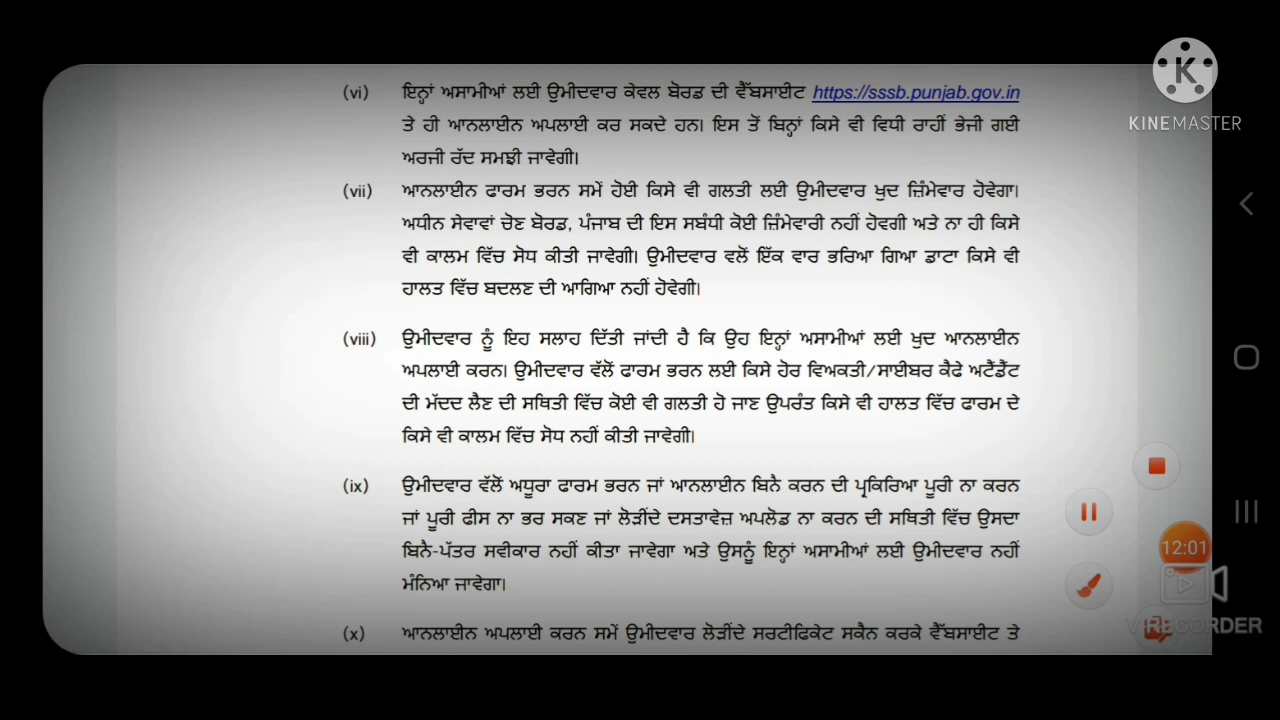 (vi) ਇਨ੍ਹਾਂ ਅਸਾਮੀਆਂ ਲਈ ਉਮੀਦਵਾਰ ਕੇਵਲ ਬੋਰਡ ਦੀ ਵੈੱਬਸਾਈਟ https://sssb.punjab.gov.in
ਤੇ ਹੀ ਆਨਲਾਈਨ ਅਪਲਾਈ ਕਰ ਸਕਦੇ ਹਨ। ਇਸ ਤੋਂ ਬਿਨ੍ਹਾਂ ਕਿਸੇ ਵੀ ਵਿਧੀ ਰਾਹੀਂ ਭੇਜੀ ਗਈ
ਅਰਜੀ ਰੱਦ ਸਮਝੀ ਜਾਵੇਗੀ।
(vii) ਆਨਲਾਈਨ ਫਾਰਮ ਭਰਨ ਸਮੇਂ ਹੋਈ ਕਿਸੇ ਵੀ ਗਲਤੀ ਲਈ ਉਮੀਦਵਾਰ ਖੁਦ ਜ਼ਿੰਮੇਵਾਰ ਹੋਵੇਗਾ।
ਅਧੀਨ ਸੇਵਾਵਾਂ ਚੋਣ ਬੋਰਡ, ਪੰਜਾਬ ਦੀ ਇਸ ਸਬੰਧੀ ਕੋਈ ਜ਼ਿੰਮੇਵਾਰੀ ਨਹੀਂ ਹੋਵਗੀ ਅਤੇ ਨਾ ਹੀ ਕਿਸੇ
ਵੀ ਕਾਲਮ ਵਿੱਚ ਸੋਧ ਕੀਤੀ ਜਾਵੇਗੀ। ਉਮੀਦਵਾਰ ਵਲੋਂ ਇੱਕ ਵਾਰ ਭਰਿਆ ਗਿਆ ਡਾਟਾ ਕਿਸੇ ਵੀ
ਹਾਲਤ ਵਿੱਚ ਬਦਲਣ ਦੀ ਆਗਿਆ ਨਹੀਂ ਹੋਵੇਗੀ।
(viii) ਉਮੀਦਵਾਰ ਨੂੰ ਇਹ ਸਲਾਹ ਦਿੱਤੀ ਜਾਂਦੀ ਹੈ ਕਿ ਉਹ ਇਨ੍ਹਾਂ ਅਸਾਮੀਆਂ ਲਈ ਖੁਦ ਆਨਲਾਈਨ
ਅਪਲਾਈ ਕਰਨ। ਉਮੀਦਵਾਰ ਵੱਲੋਂ ਫਾਰਮ ਭਰਨ ਲਈ ਕਿਸੇ ਹੋਰ ਵਿਅਕਤੀ/ਸਾਈਬਰ ਕੈਫੇ ਅਟੈਂਡੈਂਟ
ਦੀ ਮੱਦਦ ਲੈਣ ਦੀ ਸਥਿਤੀ ਵਿੱਚ ਕੋਈ ਵੀ ਗਲਤੀ ਹੋ ਜਾਣ ਉਪਰੰਤ ਕਿਸੇ ਵੀ ਹਾਲਤ ਵਿੱਚ ਫਾਰਮ ਦੇ
ਕਿਸੇ ਵੀ ਕਾਲਮ ਵਿੱਚ ਸੋਧ ਨਹੀਂ ਕੀਤੀ ਜਾਵੇਗੀ।
(ix) ਉਮੀਦਵਾਰ ਵੱਲੋਂ ਅਧੂਰਾ ਫਾਰਮ ਭਰਨ ਜਾਂ ਆਨਲਾਈਨ ਬਿਨੈ ਕਰਨ ਦੀ ਪ੍ਰਕਿਰਿਆ ਪੂਰੀ ਨਾ ਕਰਨ
ਜਾਂ ਪੂਰੀ ਫੀਸ ਨਾ ਭਰ ਸਕਣ ਜਾਂ ਲੋੜੀਂਦੇ ਦਸਤਾਵੇਜ਼ ਅਪਲੋਡ ਨਾ ਕਰਨ ਦੀ ਸਥਿਤੀ ਵਿੱਚ ਉਸਦਾ
ਬਿਨੈ-ਪੱਤਰ ਸਵੀਕਾਰ ਨਹੀਂ ਕੀਤਾ ਜਾਵੇਗਾ ਅਤੇ ਉਸਨੂੰ ਇਨ੍ਹਾਂ ਅਸਾਮੀਆਂ ਲਈ ਉਮੀਦਵਾਰ ਨਹੀਂ
ਮੰਨਿਆ ਜਾਵੇਗਾ।
(x) ਆਨਲਾਈਨ ਅਪਲਾਈ ਕਰਨ ਸਮੇਂ ਉਮੀਦਵਾਰ ਲੋੜੀਂਦੇ ਸਰਟੀਫਿਕੇਟ ਸਕੈਨ ਕਰਕੇ ਵੈੱਬਸਾਈਟ ਤੇ
K
KINEMASTER
12:01
V-RECORDER